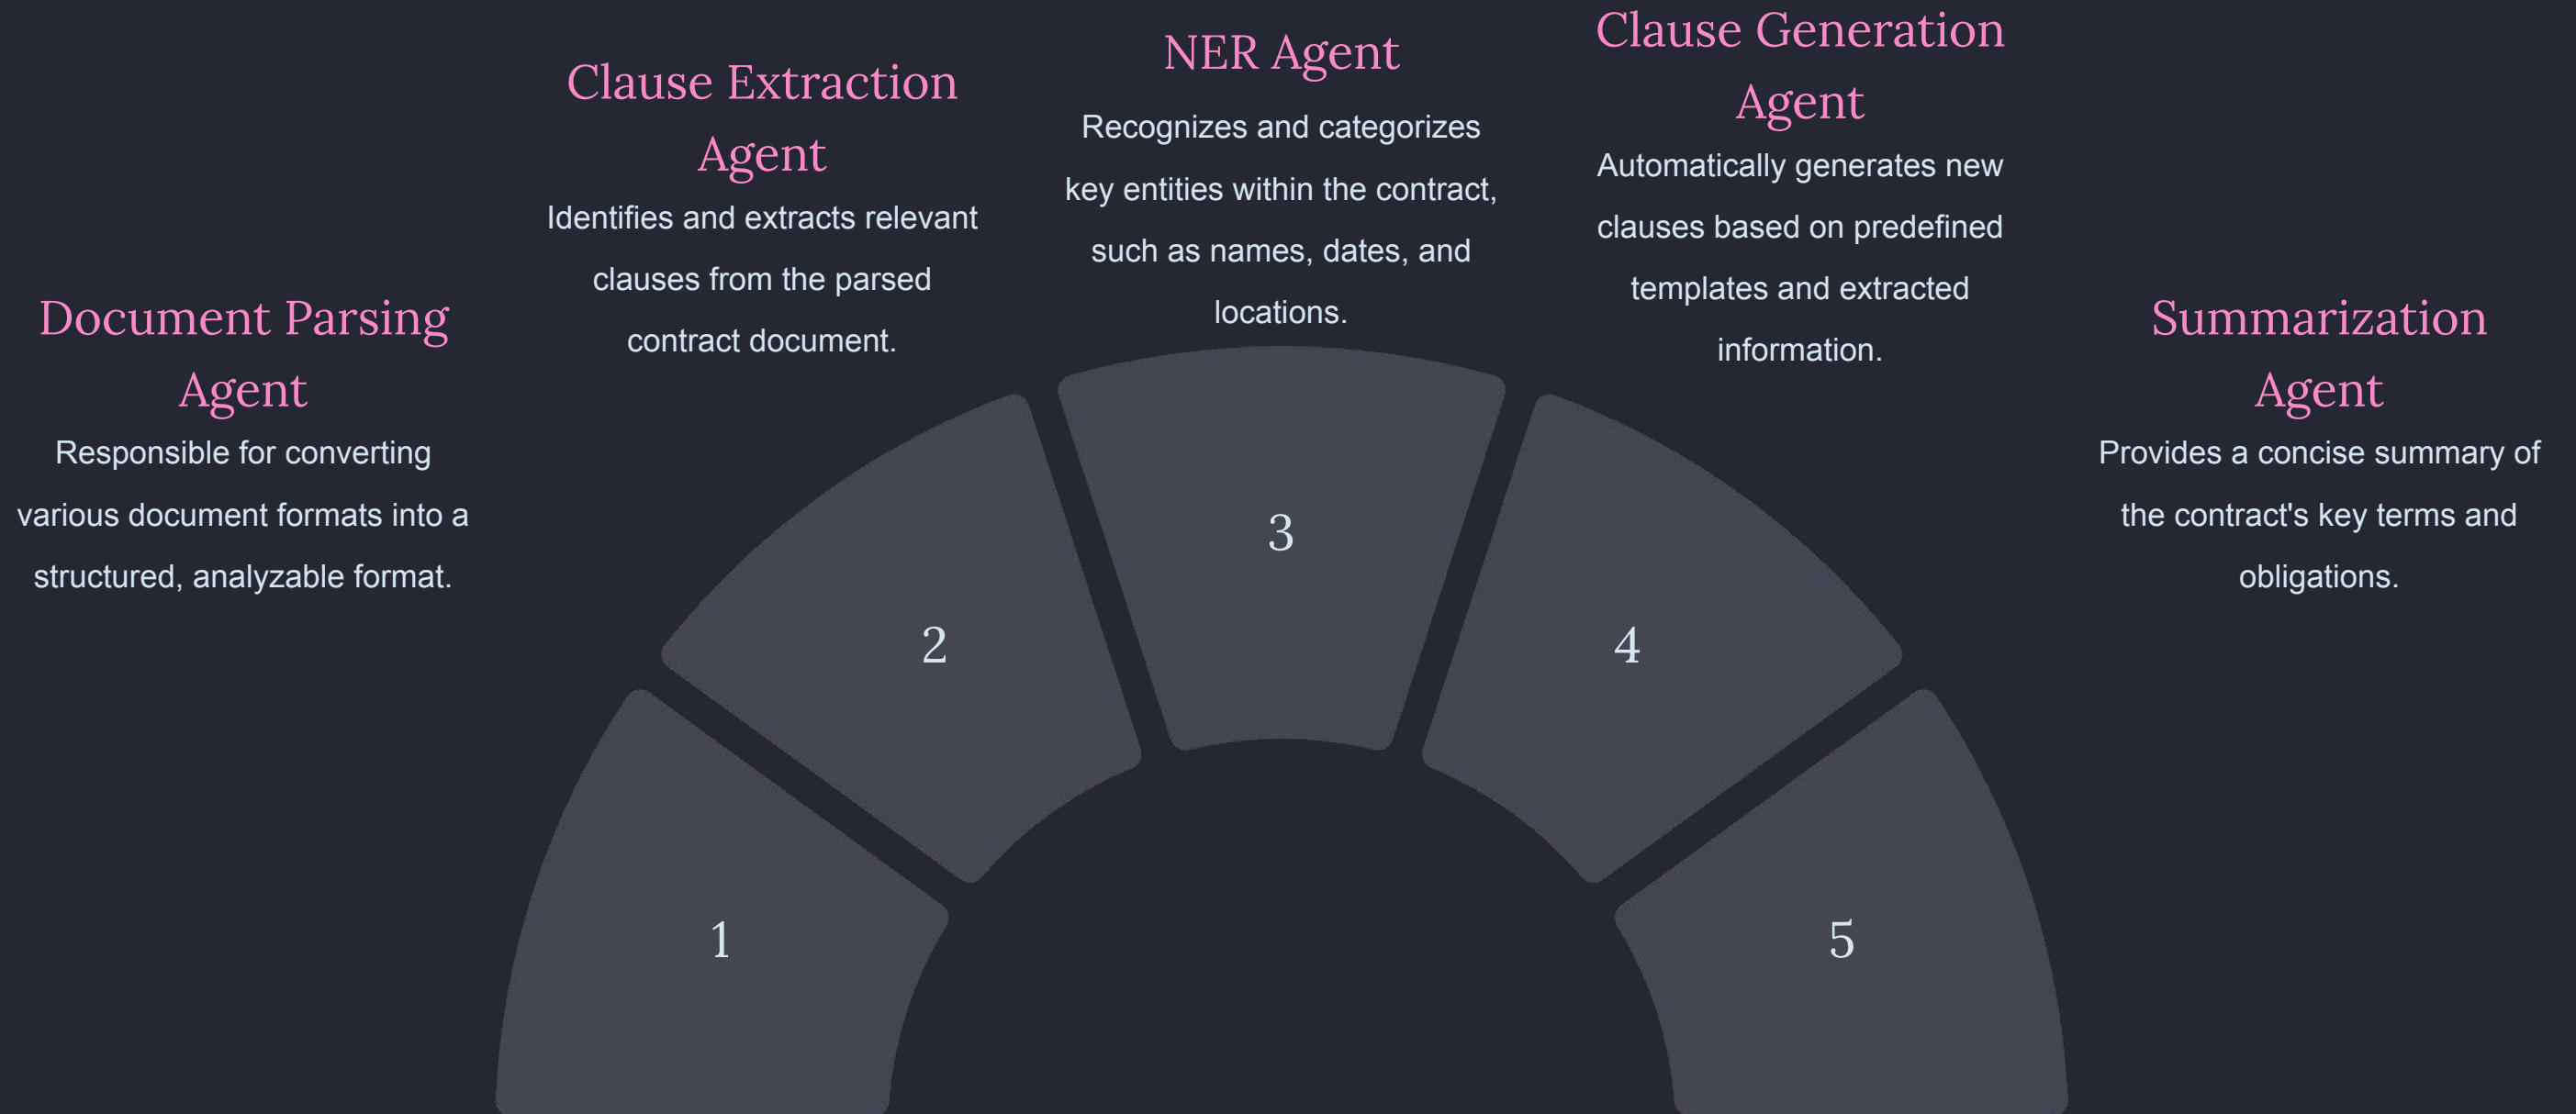 Document Parsing
Agent
Responsible for converting
various document formats into a
structured, analyzable format.
Clause Extraction
Agent
Identifies and extracts relevant
clauses from the parsed
contract document.
NER Agent
Recognizes and categorizes
key entities within the contract,
such as names, dates, and
locations.
Clause Generation
Agent
Automatically generates new
clauses based on predefined
templates and extracted
information.
Summarization
Agent
Provides a concise summary of
the contract's key terms and
obligations.
1
2
3
4
5